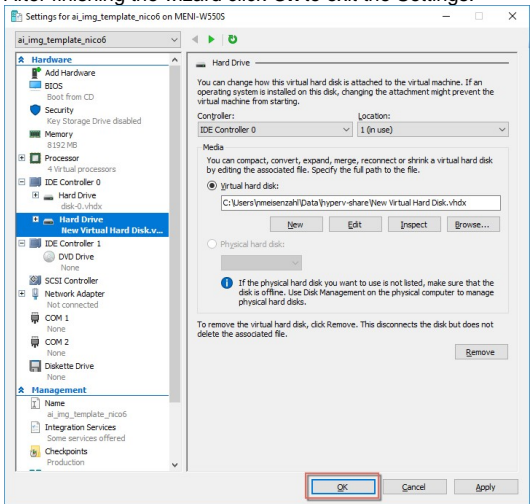 After finishing the wizard click OK to exit the Settings.
Settings for ai_img_template_nico6 on MENI-W550S
ai_img_template_nico6
Hardware
Add Hardware
BIOS
Boot from CD
Security
Key Storage Drive disabled
Memory
8192 MB
Processor
4 Virtual processors
IDE Controller 0
Hard Drive
disk-0.vhdx
Hard Drive
New Virtual Hard Disk.v...
IDE Controller 1
DVD Drive
None
SCSI Controller
Network Adapter
Not connected
COM 1
None
COM 2
None
Diskette Drive
None
Management
Name
ai_img_template_nico6
Integration Services
Some services offered
Checkpoints
Production
Hard Drive
You can change how this virtual hard disk is attached to the virtual machine. If an
operating system is installed on this disk, changing the attachment might prevent the
virtual machine from starting.
Controller:
Location:
IDE Controller 0
1 (in use)
Media
You can compact, convert, expand, merge, reconnect or shrink a virtual hard disk
by editing the associated file. Specify the full path to the file.
Virtual hard disk:
C:\Users\rmeisenzahl\Data\hyperv-share\New Virtual Hard Disk.vhdx
New
Edit
Inspect
Browse...
Physical hard disk:
If the physical hard disk you want to use is not listed, make sure that the
disk is offline. Use Disk Management on the physical computer to manage
physical hard disks.
To remove the virtual hard disk, click Remove. This disconnects the disk but does not
delete the associated file.
Remove
OK
Cancel
Apply